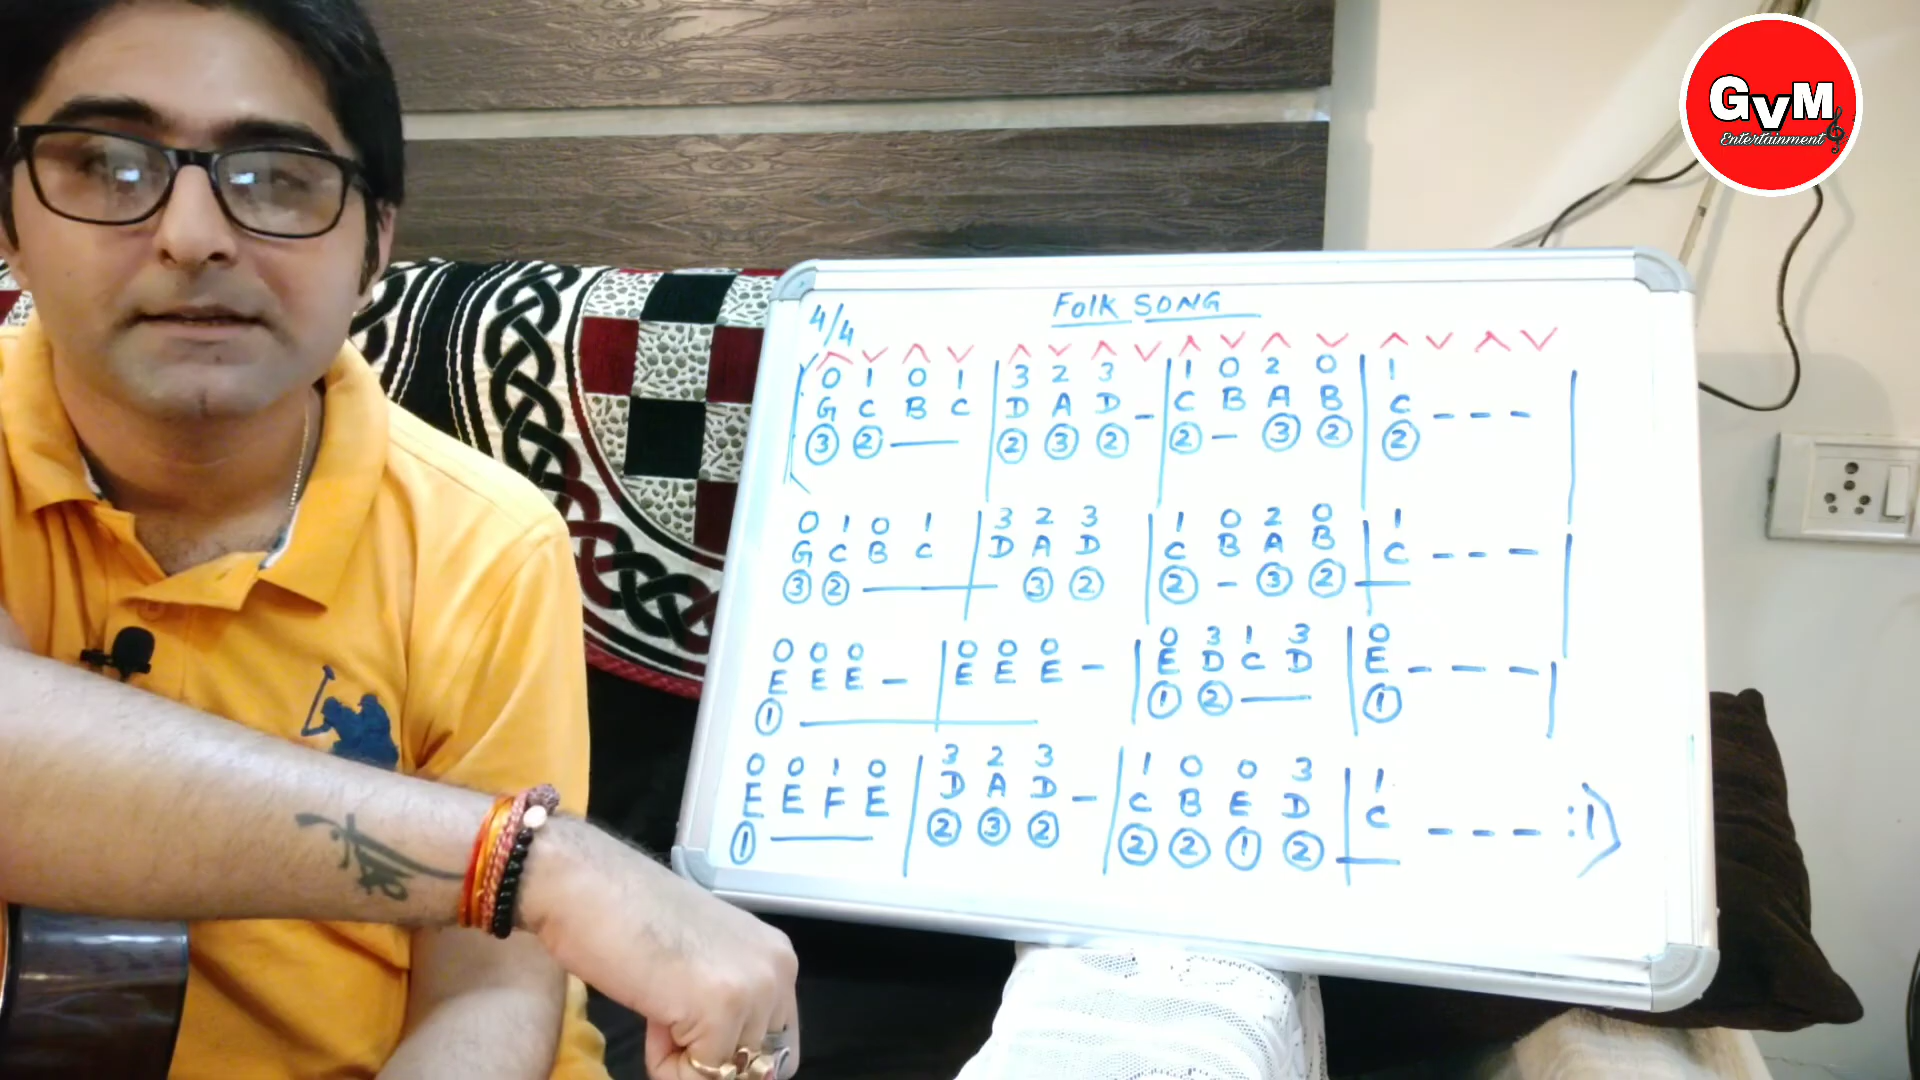 GVM
Entertainment
Folk SONG
4/4
^ v ^ v ^ v ^ v ^ v ^ v ^ v ^ v
( 0 1 0 1 | 3 2 3 | 1 0 2 0 | 1 |
G C B C | D A D - | C B A B | C - - - |
③ ② — | ② ③ ② | ② - ③ ② | ②
0 1 0 1 | 3 2 3 | 1 0 2 0 | 1
G C B C | D A D | C B A B | C - - - |
③ ② — ③ ② | ② - ③ ② —
0 0 0 | 0 0 0 | 0 3 1 3 | 0
E E E - | E E E - | E D C D | E - - - |
① — | ① ② — | ①
0 0 1 0 | 3 2 3 | 1 0 0 3 | 1
E E F E | D A D - | C B E D | C - - - :|)
① — | ② ③ ② | ② ② ① ② —